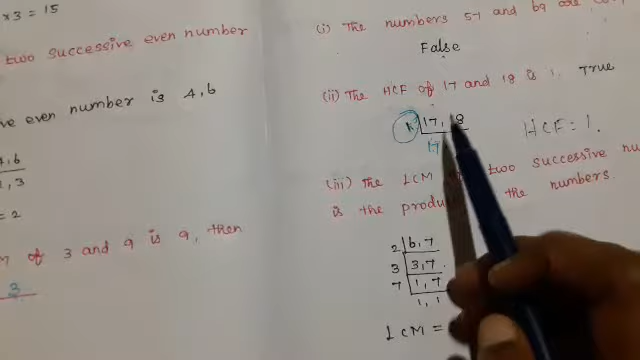 ×3 = 15
two successive even number
even number is 4,6
4,6
1,3
= 2
of 3 and 9 is 9, then
3
(i) The numbers 57 and 69 are
False
(ii) The HCF of 17 and 18 is 1. True
17, 18
17
HCF = 1.
(iii) The LCM two successive
is the the numbers.
2 | 6,7
3 | 3,7
7 | 1,7
1,1
LCM =